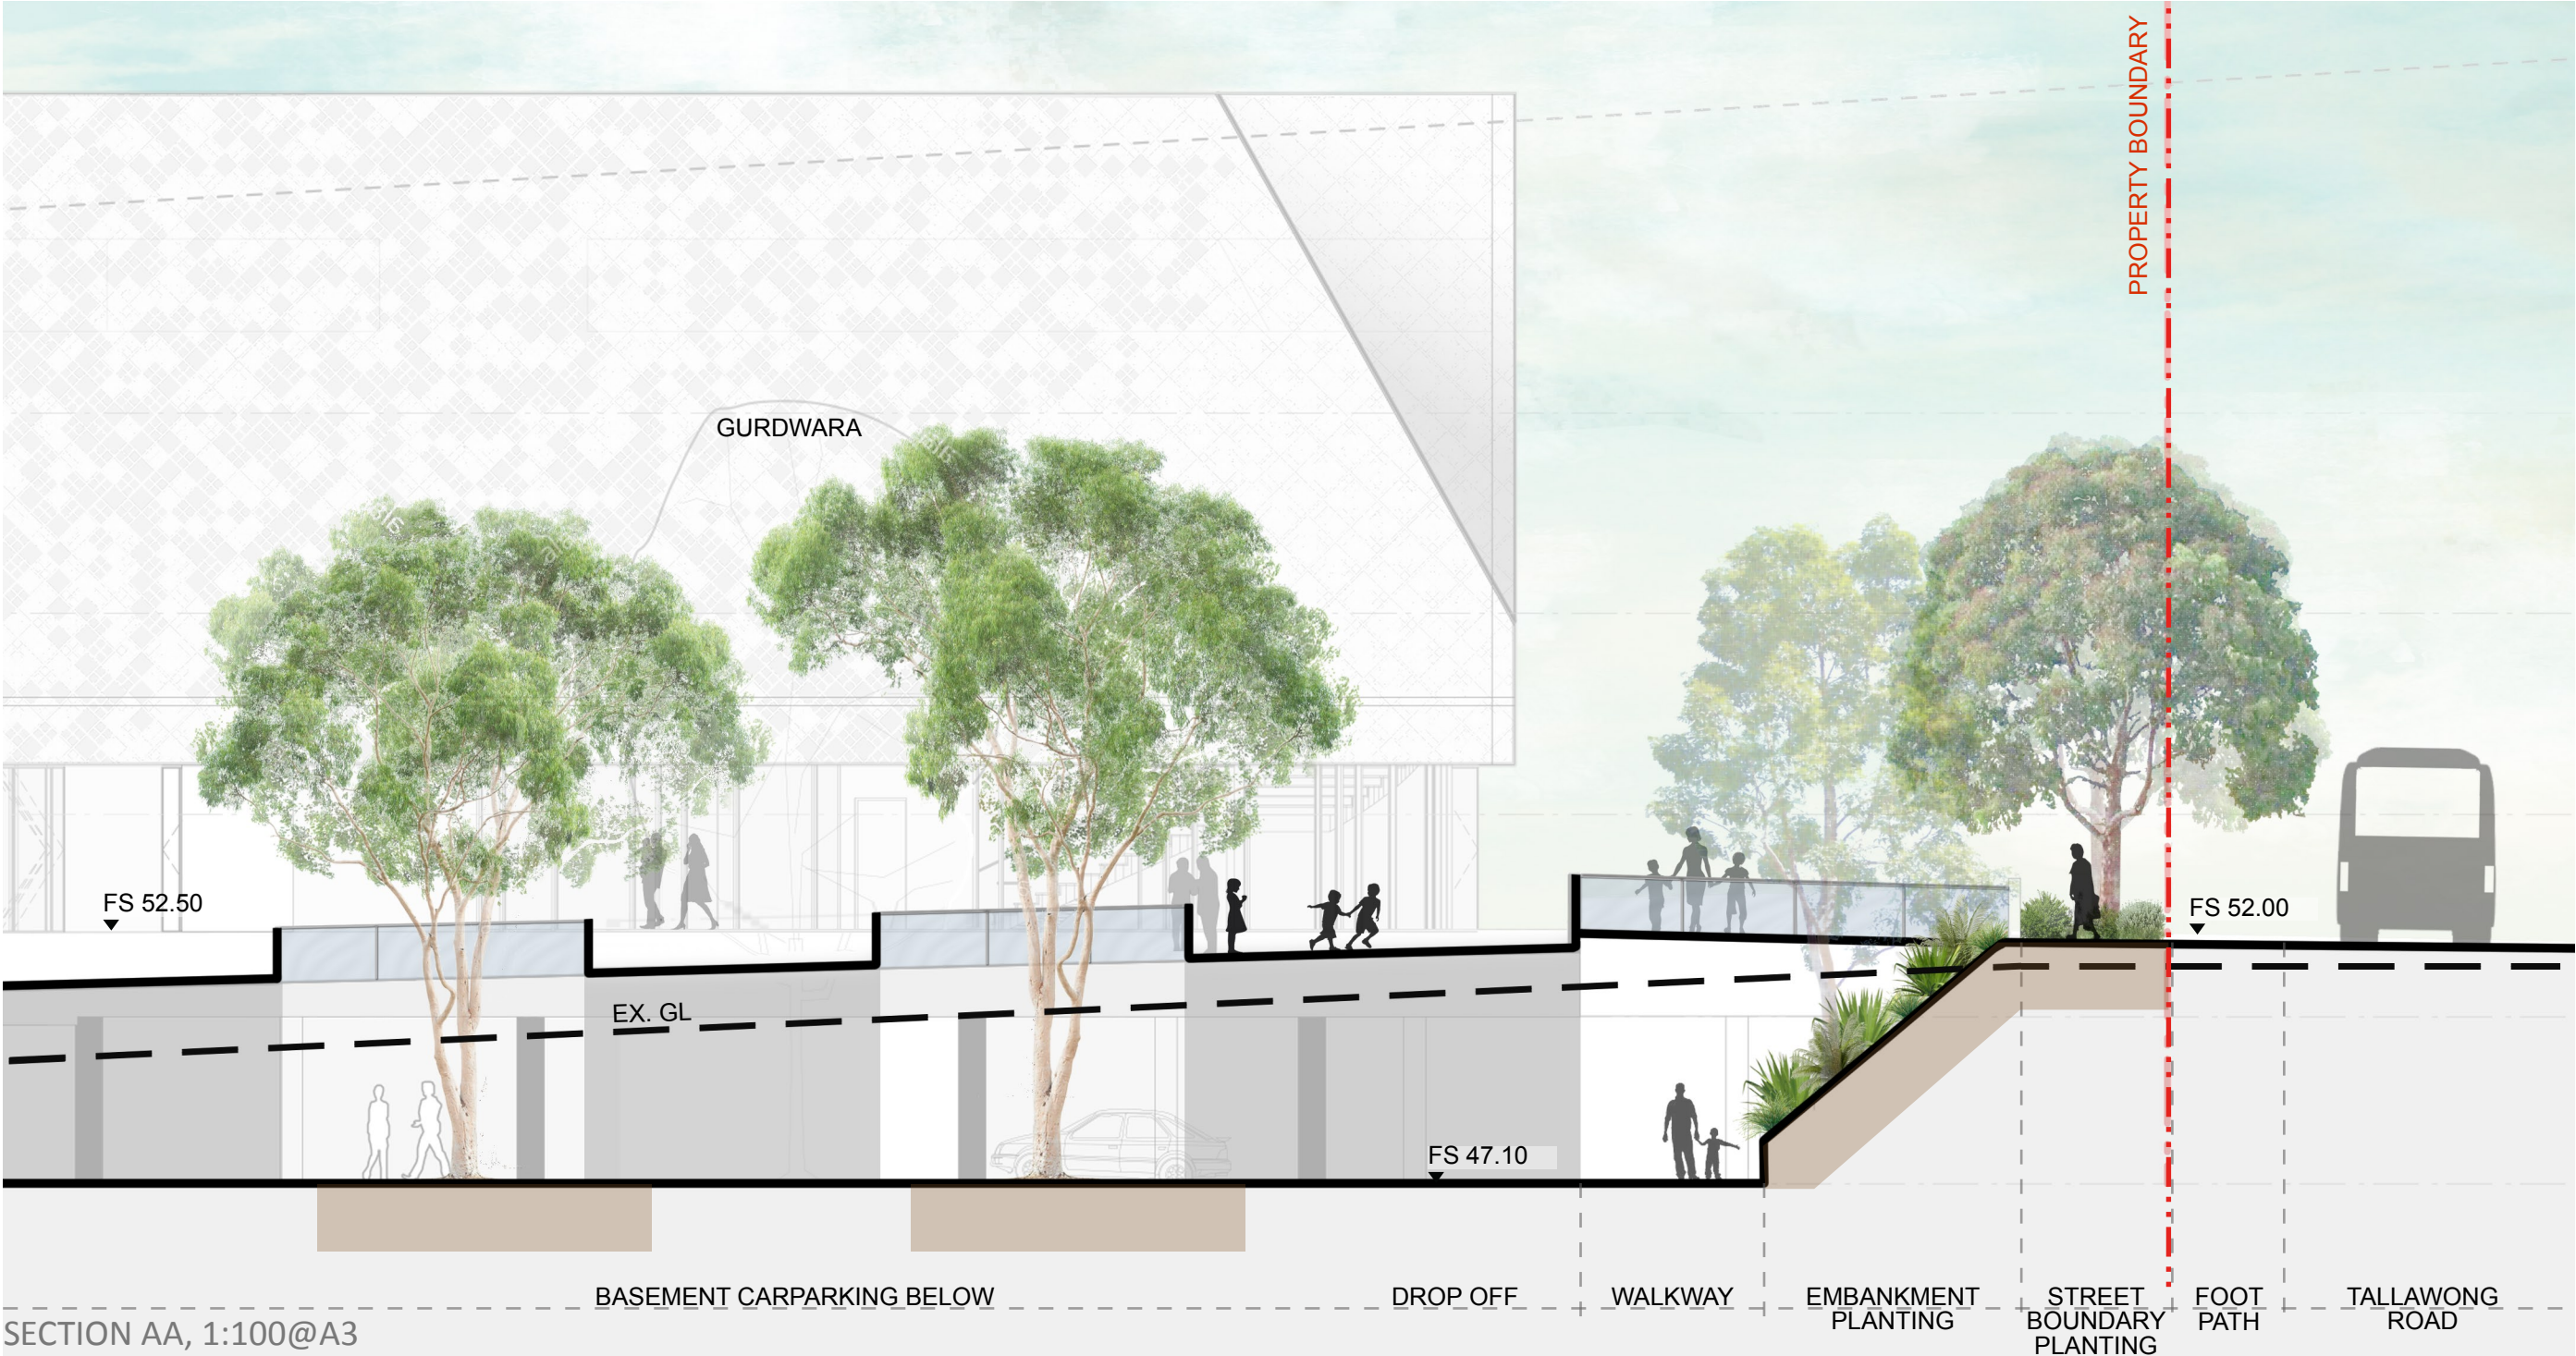 PROPERTY BOUNDARY
GURDWARA
FS 52.50
FS 52.00
EX. GL
FS 47.10
BASEMENT CARPARKING BELOW
DROP OFF
WALKWAY
EMBANKMENT
PLANTING
STREET
BOUNDARY
PLANTING
FOOT
PATH
TALLAWONG
ROAD
SECTION AA, 1:100@A3